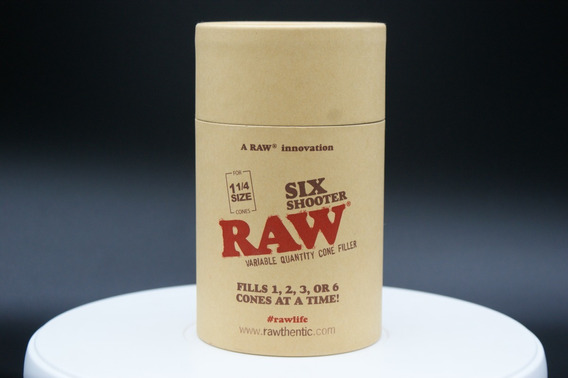 A RAW® innovation
FOR
1 1/4
SIZE
CONES
SIX
SHOOTER
RAW®
VARIABLE QUANTITY CONE FILLER
FILLS 1, 2, 3, OR 6
CONES AT A TIME!
#rawlife
www.rawthentic.com